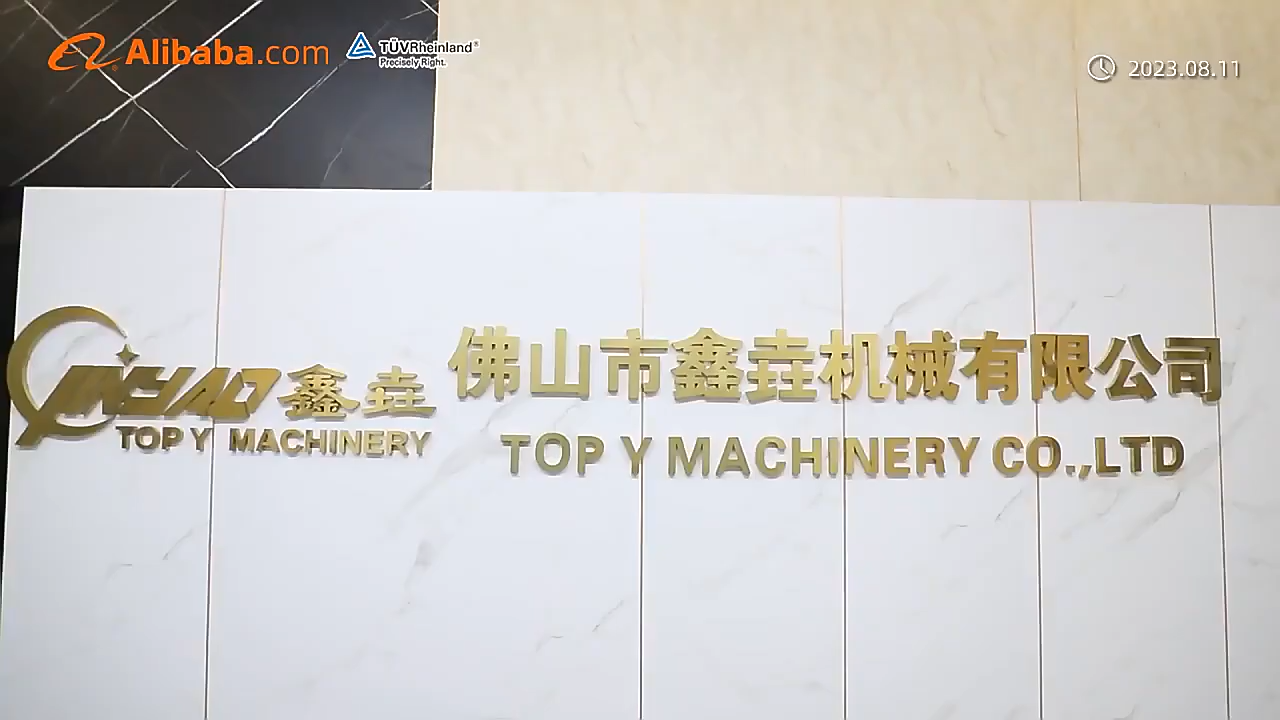 Alibaba.com
TÜVRheinland®
Precisely Right.
2023.08.11
JINYAO 鑫垚
TOP Y MACHINERY
佛山市鑫垚机械有限公司
TOP Y MACHINERY CO.,LTD